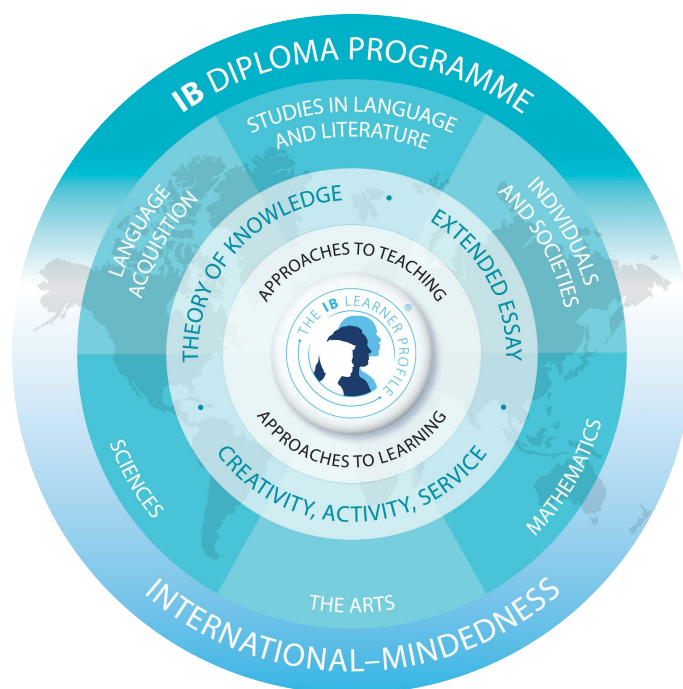 IB DIPLOMA PROGRAMME
STUDIES IN LANGUAGE
AND LITERATURE
LANGUAGE
ACQUISITION
INDIVIDUALS
AND SOCIETIES
THEORY OF KNOWLEDGE •
EXTENDED ESSAY •
APPROACHES TO TEACHING
THE IB LEARNER PROFILE ®
APPROACHES TO LEARNING
• CREATIVITY, ACTIVITY, SERVICE
SCIENCES
MATHEMATICS
THE ARTS
INTERNATIONAL–MINDEDNESS